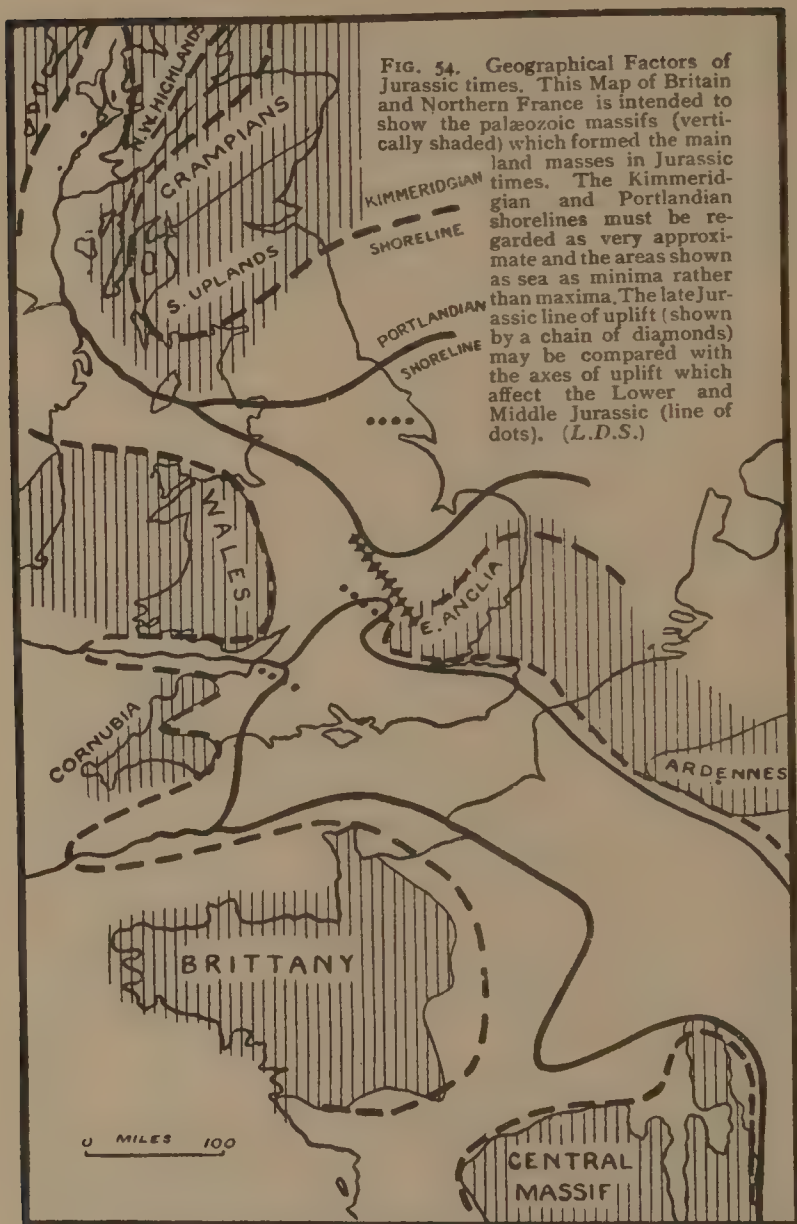 FIG. 54. Geographical Factors of
Jurassic times. This Map of Britain
and Northern France is intended to
show the palæozoic massifs (verti-
cally shaded) which formed the main
land masses in Jurassic
times. The Kimmerid-
gian and Portlandian
shorelines must be re-
garded as very approxi-
mate and the areas shown
as sea as minima rather
than maxima. The late Jur-
assic line of uplift (shown
by a chain of diamonds)
may be compared with
the axes of uplift which
affect the Lower and
Middle Jurassic (line of
dots). (L.D.S.)
N.W. HIGHLANDS
GRAMPIANS
KIMMERIDGIAN
SHORELINE
S. UPLANDS
PORTLANDIAN
SHORELINE
WALES
E. ANGLIA
CORNUBIA
ARDENNES
BRITTANY
0 MILES 100
CENTRAL
MASSIF